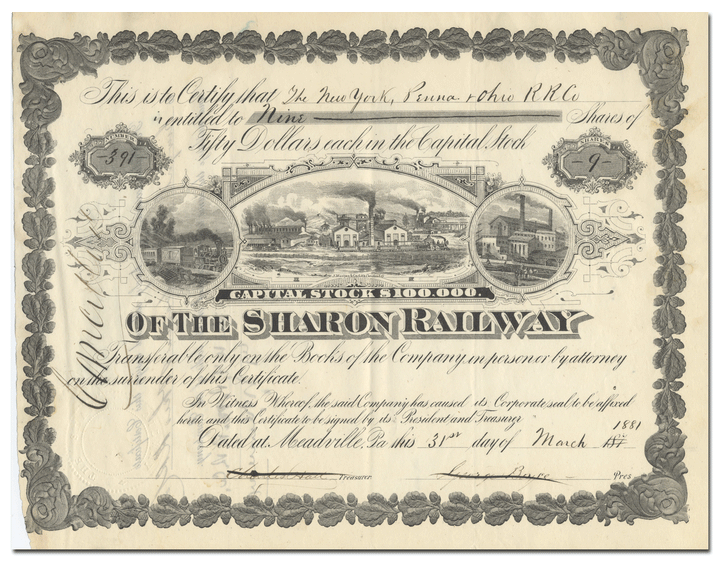 This is to Certify that The New York, Penna & Ohio R R Co
is entitled to Nine Shares of
Fifty Dollars each in the Capital Stock
NUMBER
-391-
SHARES
-9-
CAPITAL STOCK $100,000.
OF THE SHARON RAILWAY
Transferable only on the Books of the Company, in person or by attorney
on the surrender of this Certificate.
In Witness Whereof, the said Company has caused its Corporate seal to be affixed
hereto and this Certificate to be signed by its President and Treasurer
Dated at Meadville, Pa this 31st day of March 1881
Treasurer
Pres